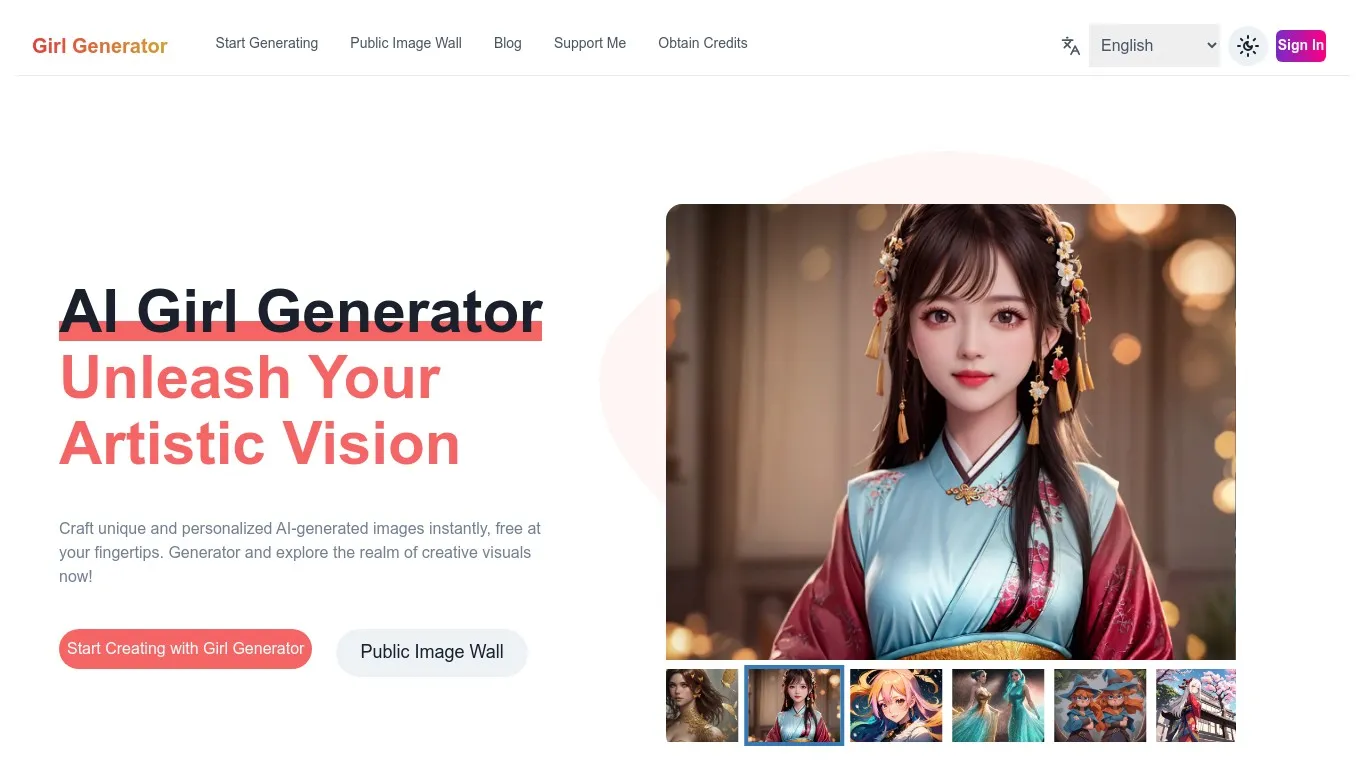 Girl Generator
Start Generating
Public Image Wall
Blog
Support Me
Obtain Credits
English
Sign In
AI Girl Generator
Unleash Your
Artistic Vision
Craft unique and personalized AI-generated images instantly, free at
your fingertips. Generator and explore the realm of creative visuals
now!
Start Creating with Girl Generator
Public Image Wall